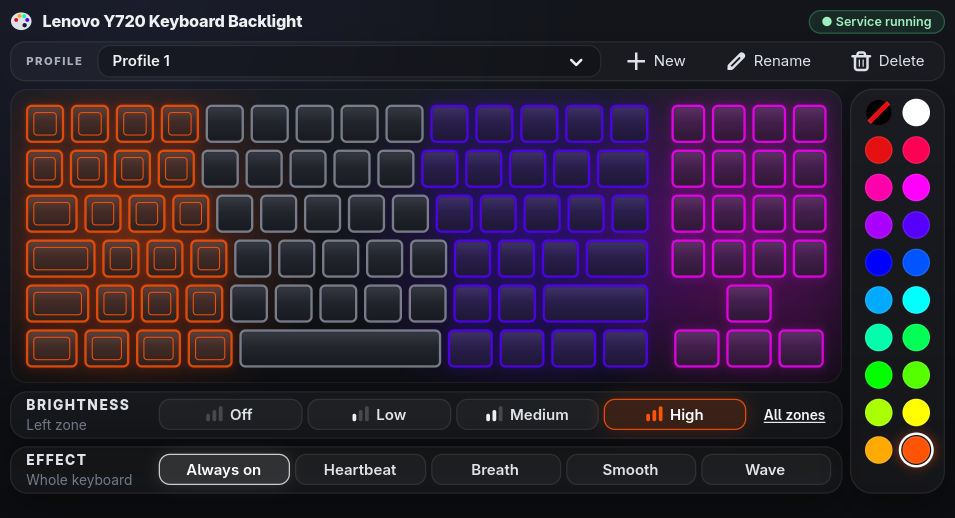 Lenovo Y720 Keyboard Backlight
Service running
PROFILE
Profile 1
New
Rename
Delete
BRIGHTNESS
Left zone
Off
Low
Medium
High
All zones
EFFECT
Whole keyboard
Always on
Heartbeat
Breath
Smooth
Wave